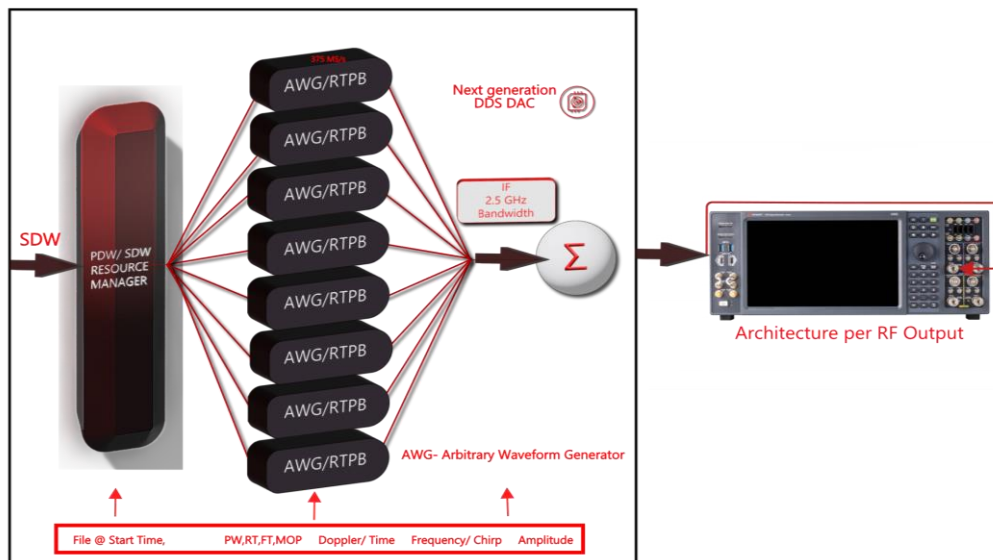 SDW
PDW/ SDW
RESOURCE
MANAGER
375 MS/s
AWG/RTPB
AWG/RTPB
AWG/RTPB
AWG/RTPB
AWG/RTPB
AWG/RTPB
AWG/RTPB
AWG/RTPB
Next generation
DDS DAC
IF
2.5 GHz
Bandwidth
Σ
Architecture per RF Output
AWG- Arbitrary Waveform Generator
File @ Start Time, PW,RT,FT,MOP Doppler/ Time Frequency/ Chirp Amplitude